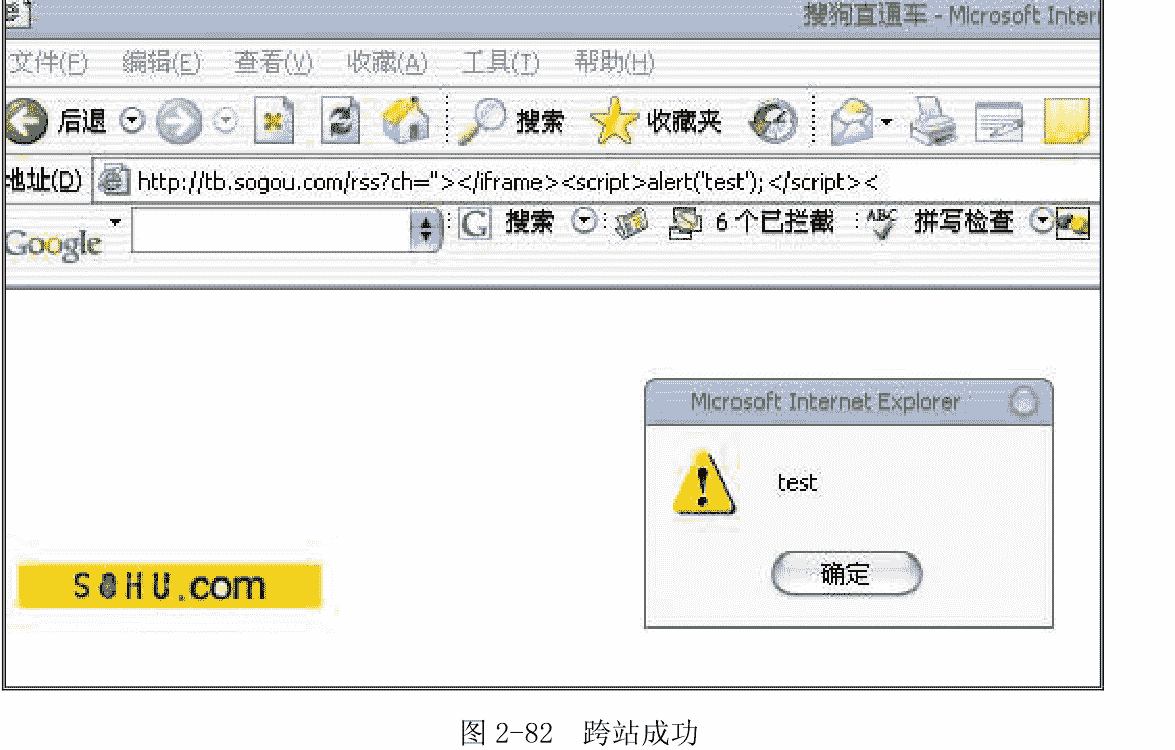 搜狗直通车 - Microsoft Inter
文件(F) 编辑(E) 查看(V) 收藏(A) 工具(T) 帮助(H)
后退 搜索 收藏夹
地址(D) http://tb.sogou.com/rss?ch="></iframe><script>alert('test');</script><
Google G 搜索 6 个已拦截 ABC 拼写检查
Microsoft Internet Explorer
test
确定
SOHU.com
图 2-82 跨站成功